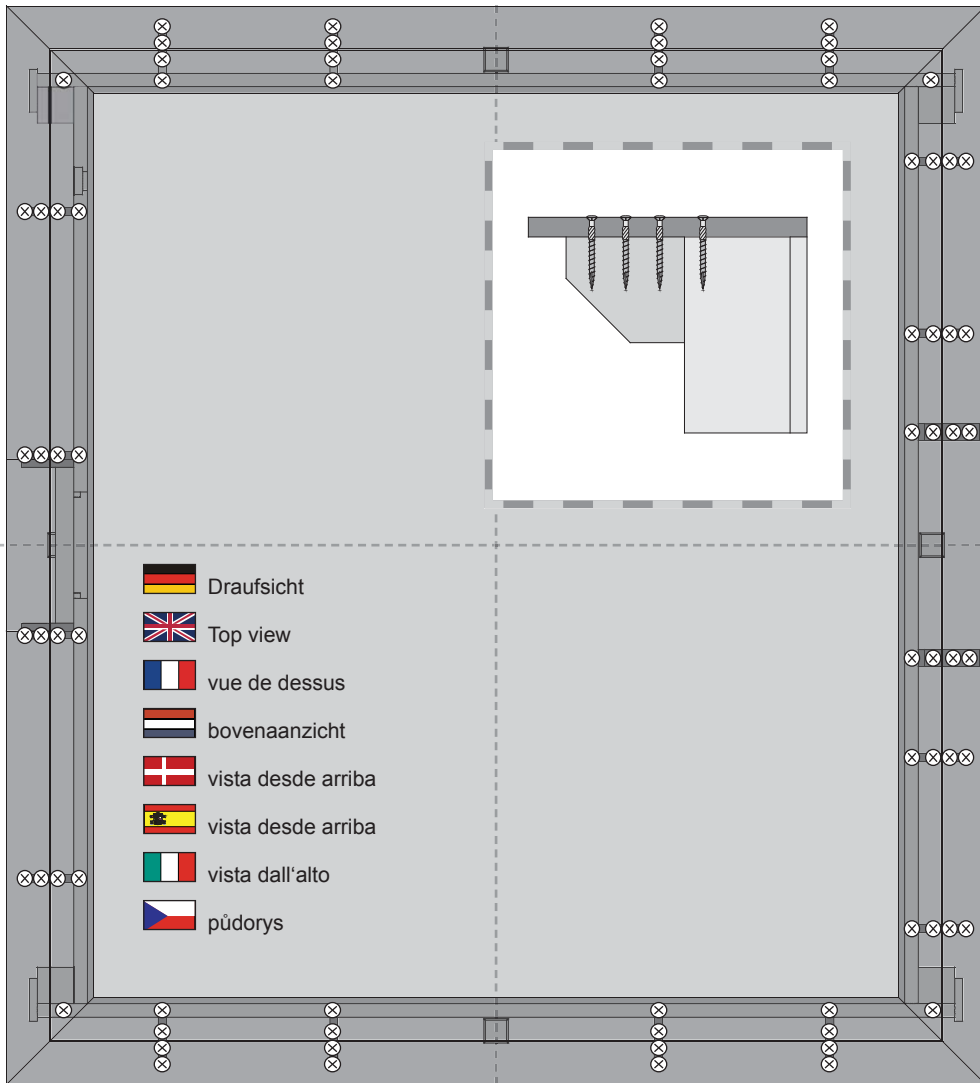 Draufsicht
Top view
vue de dessus
bovenaanzicht
vista desde arriba
vista desde arriba
vista dall‘alto
půdorys